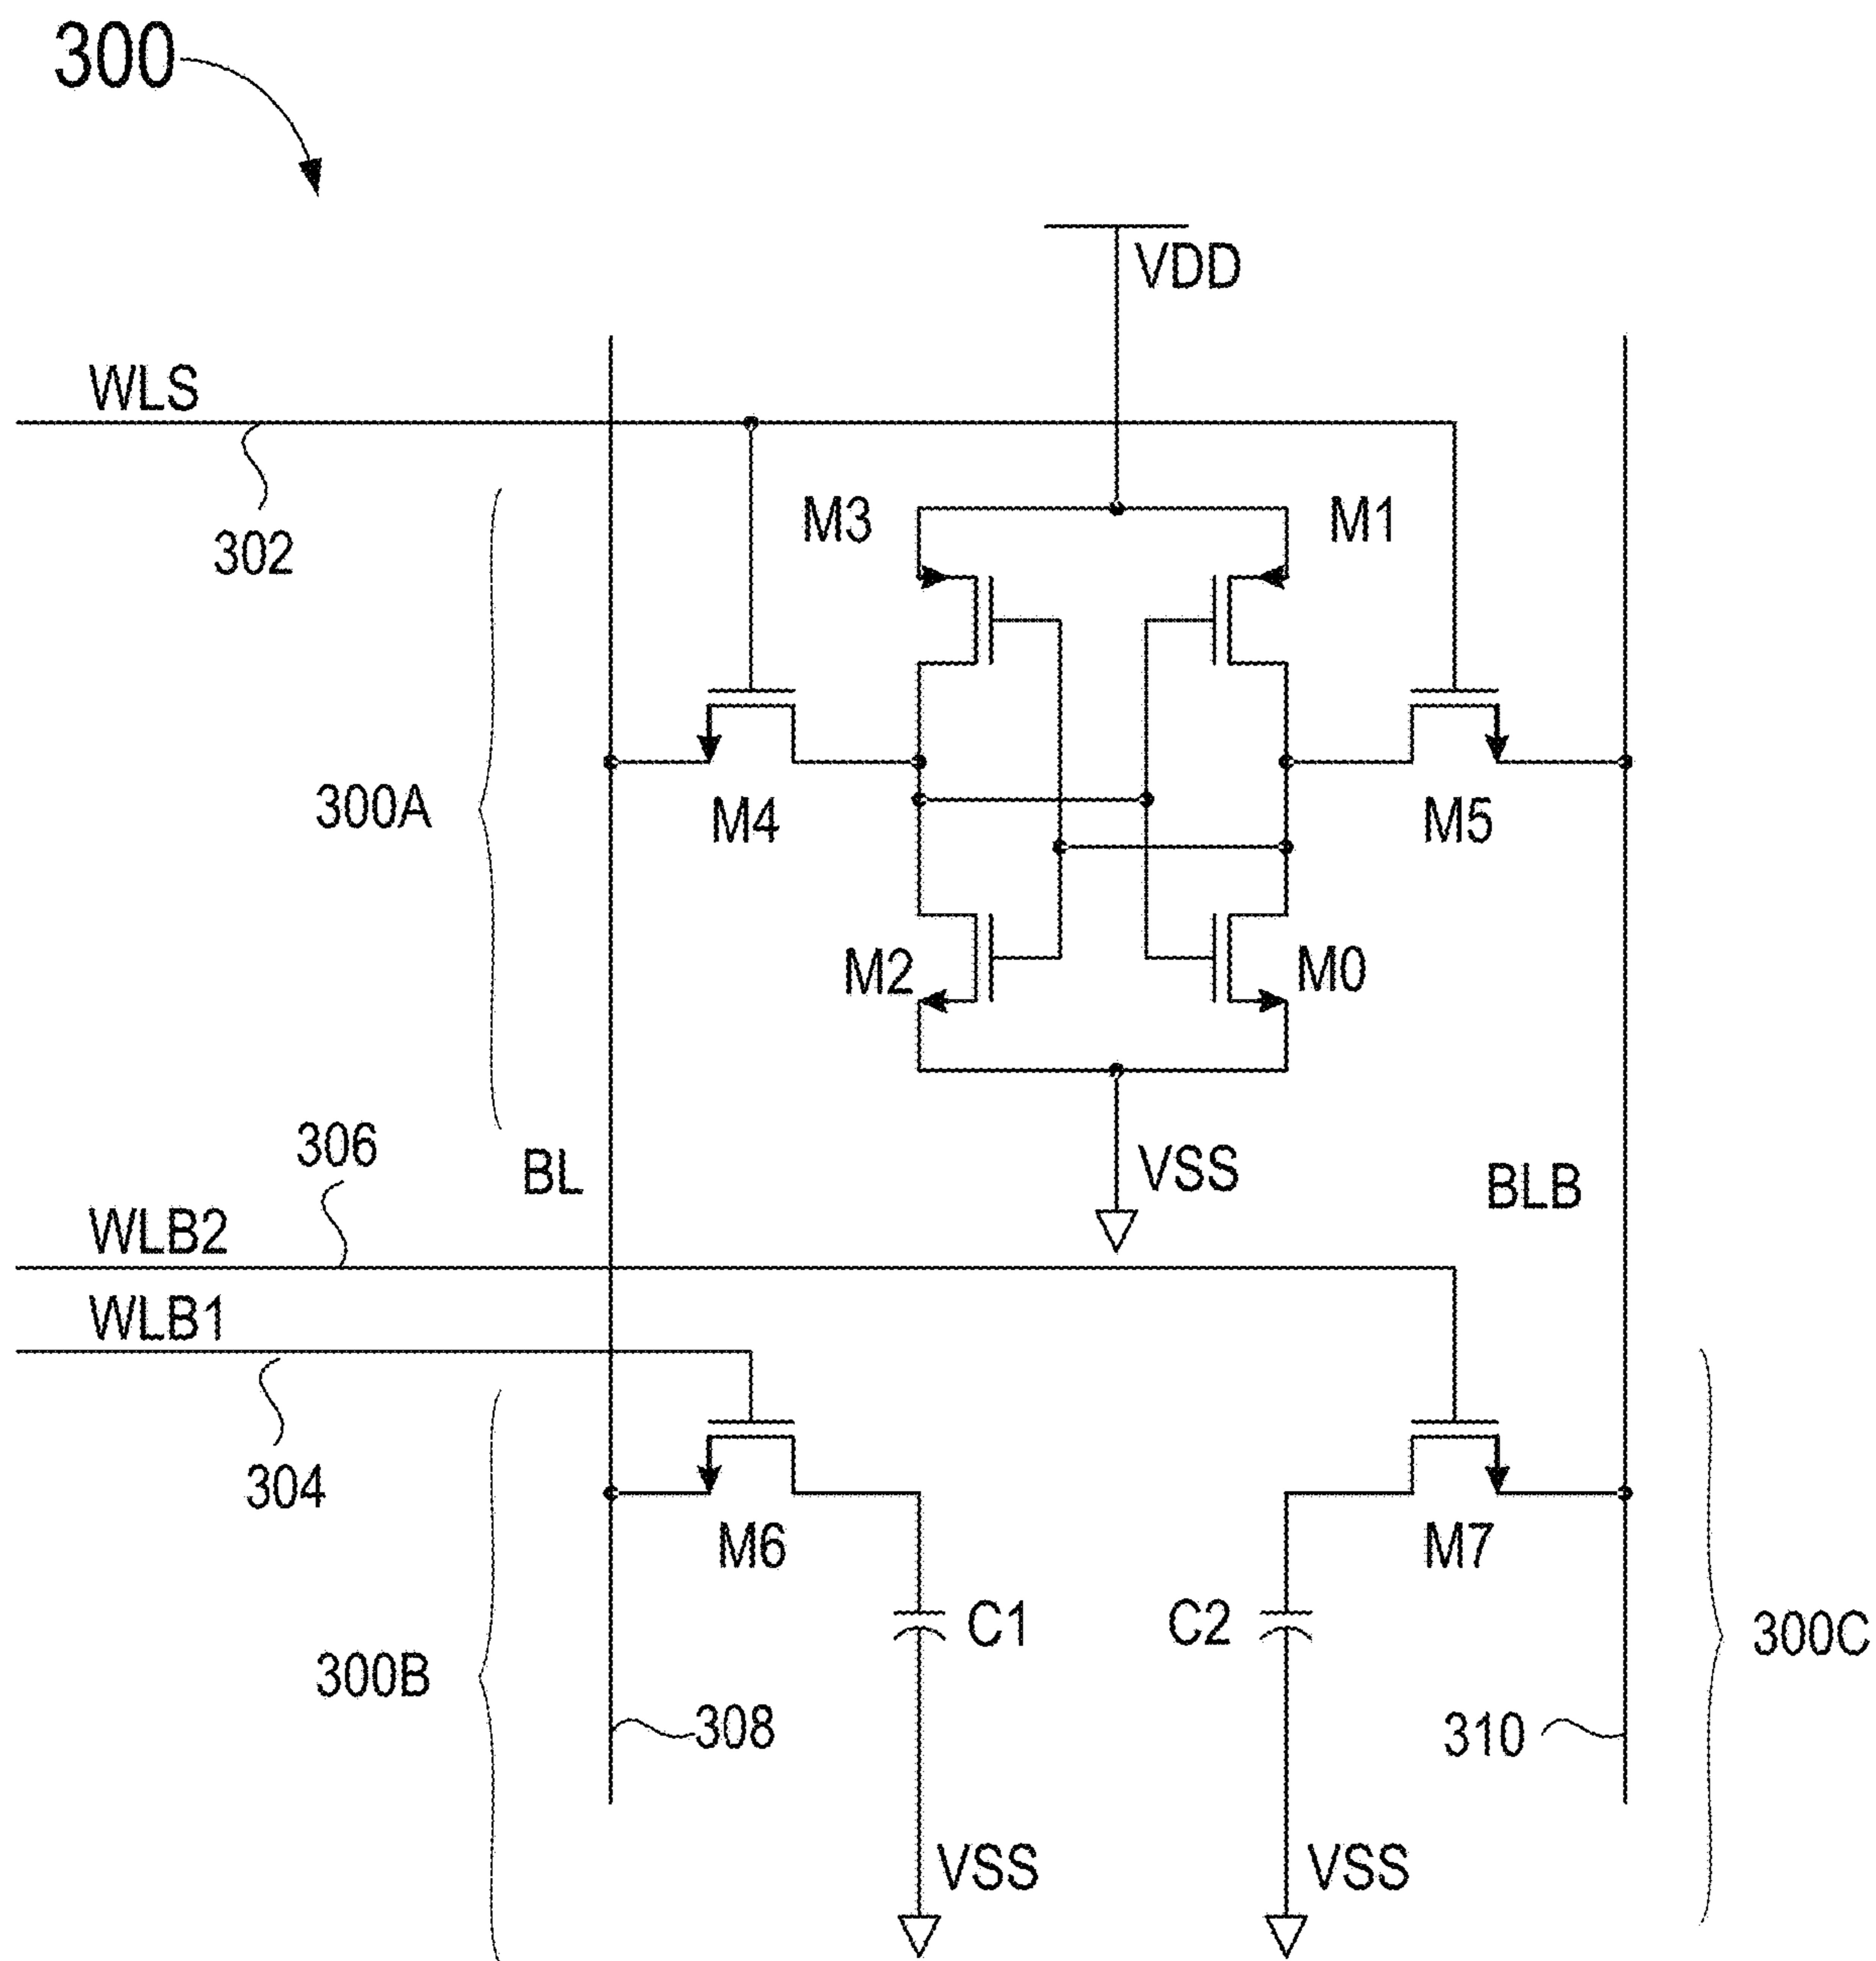 300
VDD
WLS
302
M3
M1
300A
M4
M5
M2
M0
306
BL
VSS
BLB
WLB2
WLB1
304
M6
M7
C1
C2
300B
300C
308
310
VSS
VSS